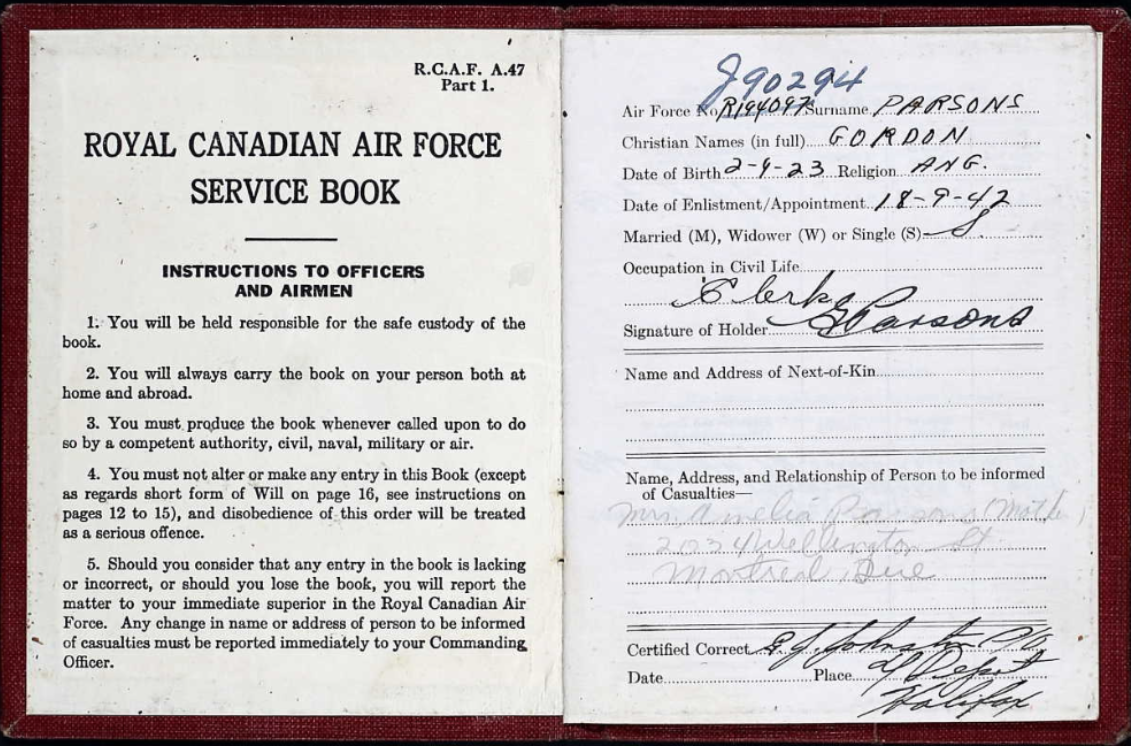 R.C.A.F. A.47
Part 1.
ROYAL CANADIAN AIR FORCE
SERVICE BOOK
INSTRUCTIONS TO OFFICERS
AND AIRMEN
1. You will be held responsible for the safe custody of the
book.
2. You will always carry the book on your person both at
home and abroad.
3. You must produce the book whenever called upon to do
so by a competent authority, civil, naval, military or air.
4. You must not alter or make any entry in this Book (except
as regards short form of Will on page 16, see instructions on
pages 12 to 15), and disobedience of this order will be treated
as a serious offence.
5. Should you consider that any entry in the book is lacking
or incorrect, or should you lose the book, you will report the
matter to your immediate superior in the Royal Canadian Air
Force. Any change in name or address of person to be informed
of casualties must be reported immediately to your Commanding
Officer.
J90294
Air Force No. R194097 Surname PARSONS
Christian Names (in full) GORDON
Date of Birth 2-4-23 Religion ANG.
Date of Enlistment/Appointment 18-9-42
Married (M), Widower (W) or Single (S) S
Occupation in Civil Life
Clerk
Signature of Holder G Parsons
Name and Address of Next-of-Kin
Name, Address, and Relationship of Person to be informed
of Casualties—
Mrs. Amelia Parsons (Mother)
2034 Wellington St
Montreal, Que
Certified Correct
Date Place Depot
Halifax